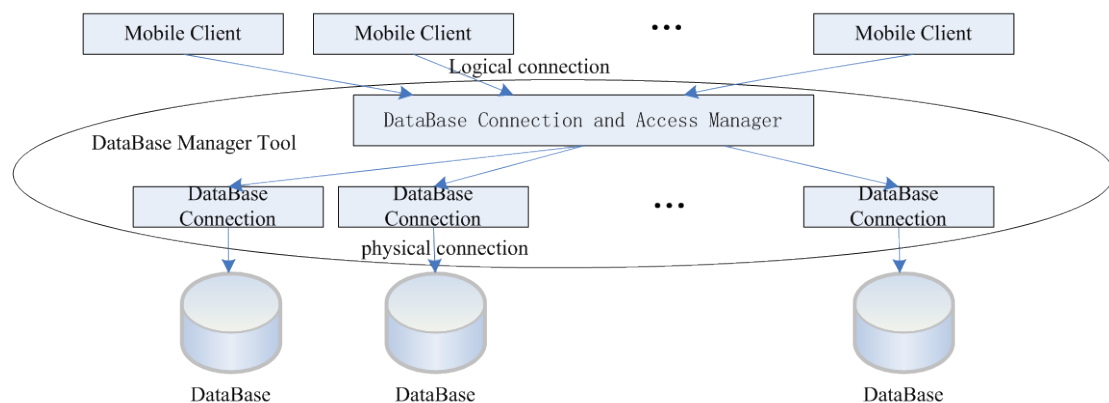 Mobile Client
Mobile Client
...
Mobile Client
Logical connection
DataBase Connection and Access Manager
DataBase Manager Tool
DataBase
Connection
DataBase
Connection
...
DataBase
Connection
physical connection
DataBase
DataBase
DataBase